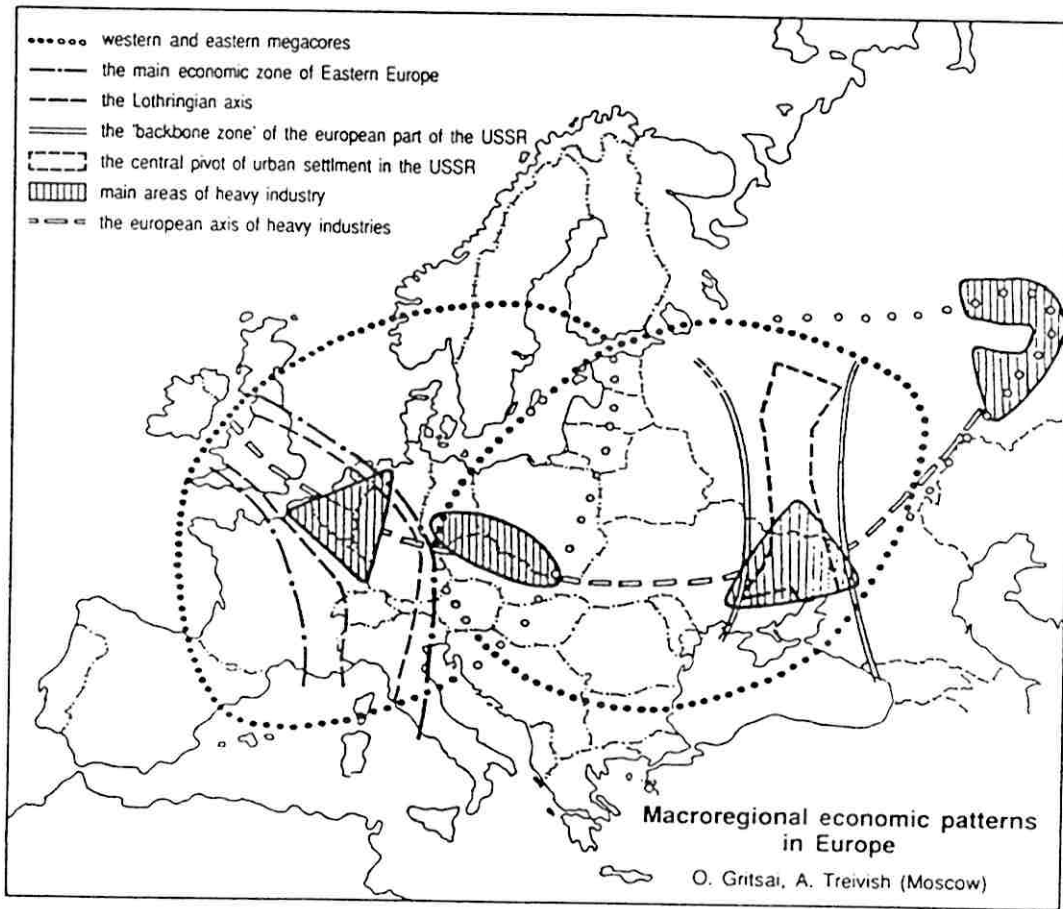 western and eastern megacores
the main economic zone of Eastern Europe
the Lothringian axis
the 'backbone zone' of the european part of the USSR
the central pivot of urban settlment in the USSR
main areas of heavy industry
the european axis of heavy industries
Macroregional economic patterns
in Europe
O. Gritsai, A. Treivish (Moscow)